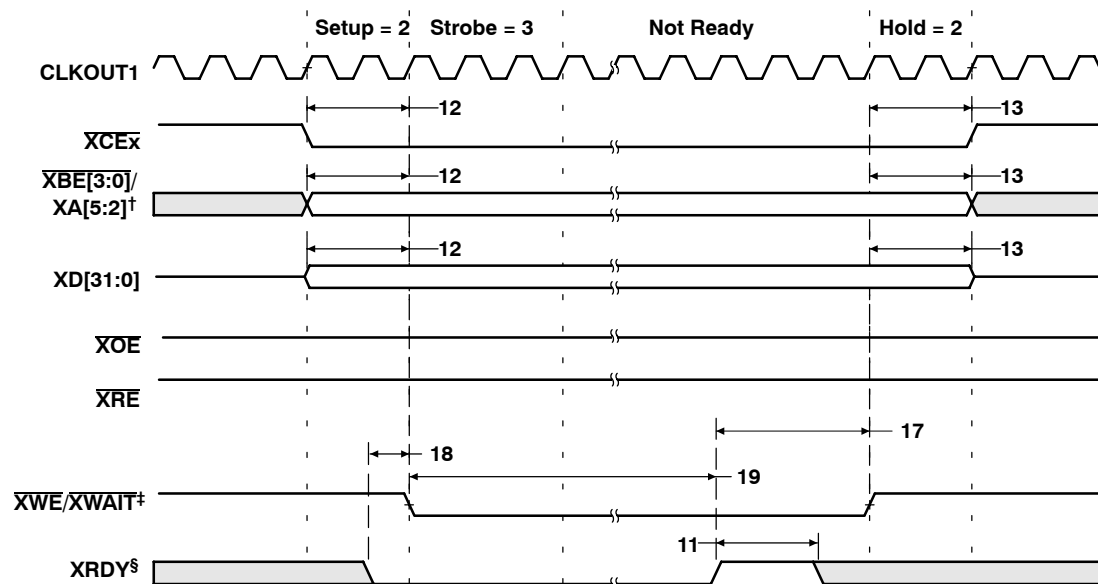 Setup = 2 Strobe = 3 Not Ready Hold = 2
CLKOUT1
12 13
XCEx
XBE[3:0]/
12 13
XA[5:2]†
12 13
XD[31:0]
XOE
XRE
17
18
19
XWE/XWAIT‡
11
XRDY§